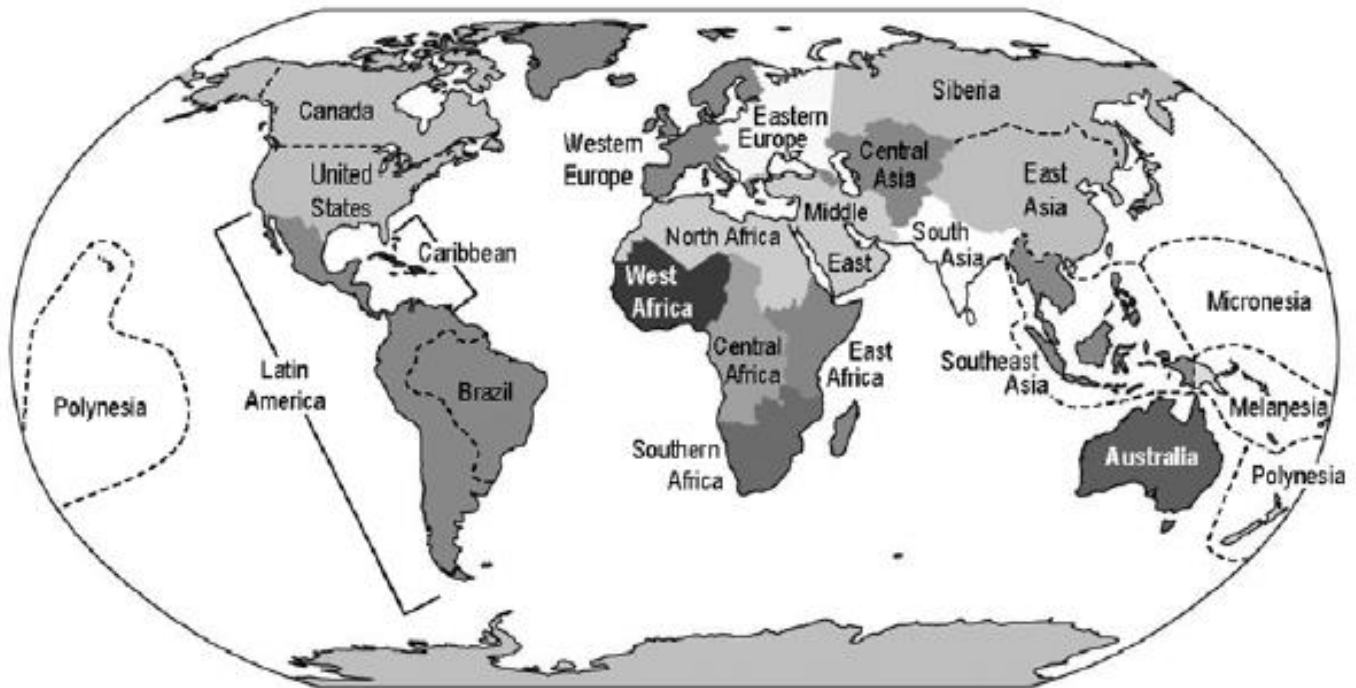 Canada
Siberia
Eastern
Europe
Western
Europe
Central
Asia
United
States
East
Asia
Middle
East
North Africa
South
Asia
Caribbean
West
Africa
Micronesia
Central
Africa
East
Africa
Southeast
Asia
Latin
America
Brazil
Polynesia
Melanesia
Southern
Africa
Australia
Polynesia